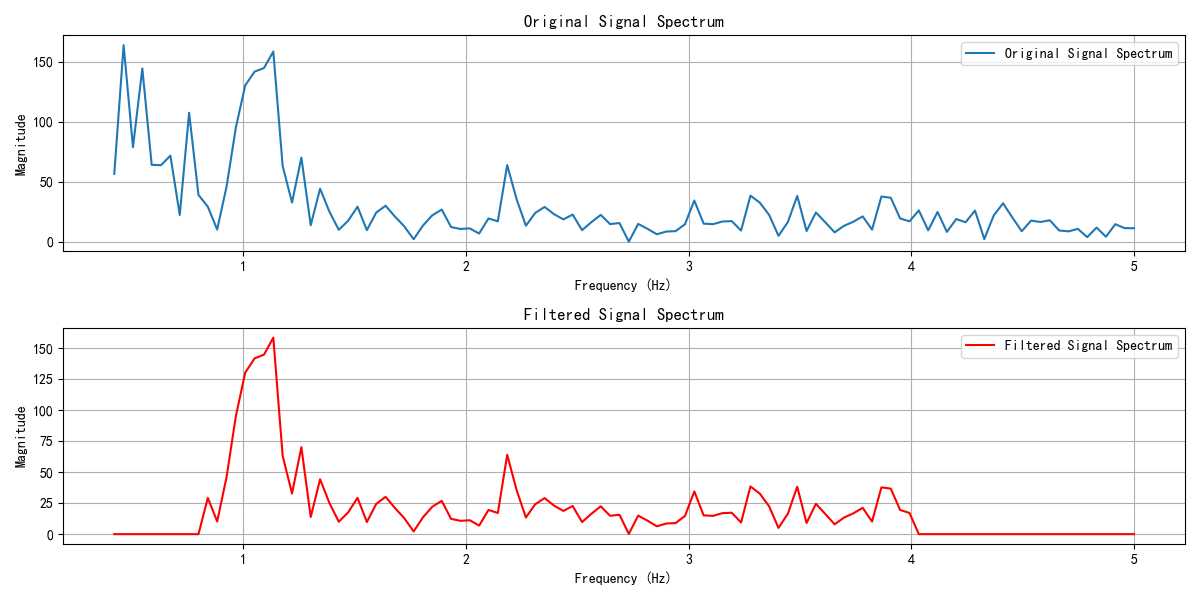 Original Signal Spectrum
Original Signal Spectrum
Magnitude
150
100
50
0
1 2 3 4 5
Frequency (Hz)
Filtered Signal Spectrum
Filtered Signal Spectrum
Magnitude
150
125
100
75
50
25
0
1 2 3 4 5
Frequency (Hz)